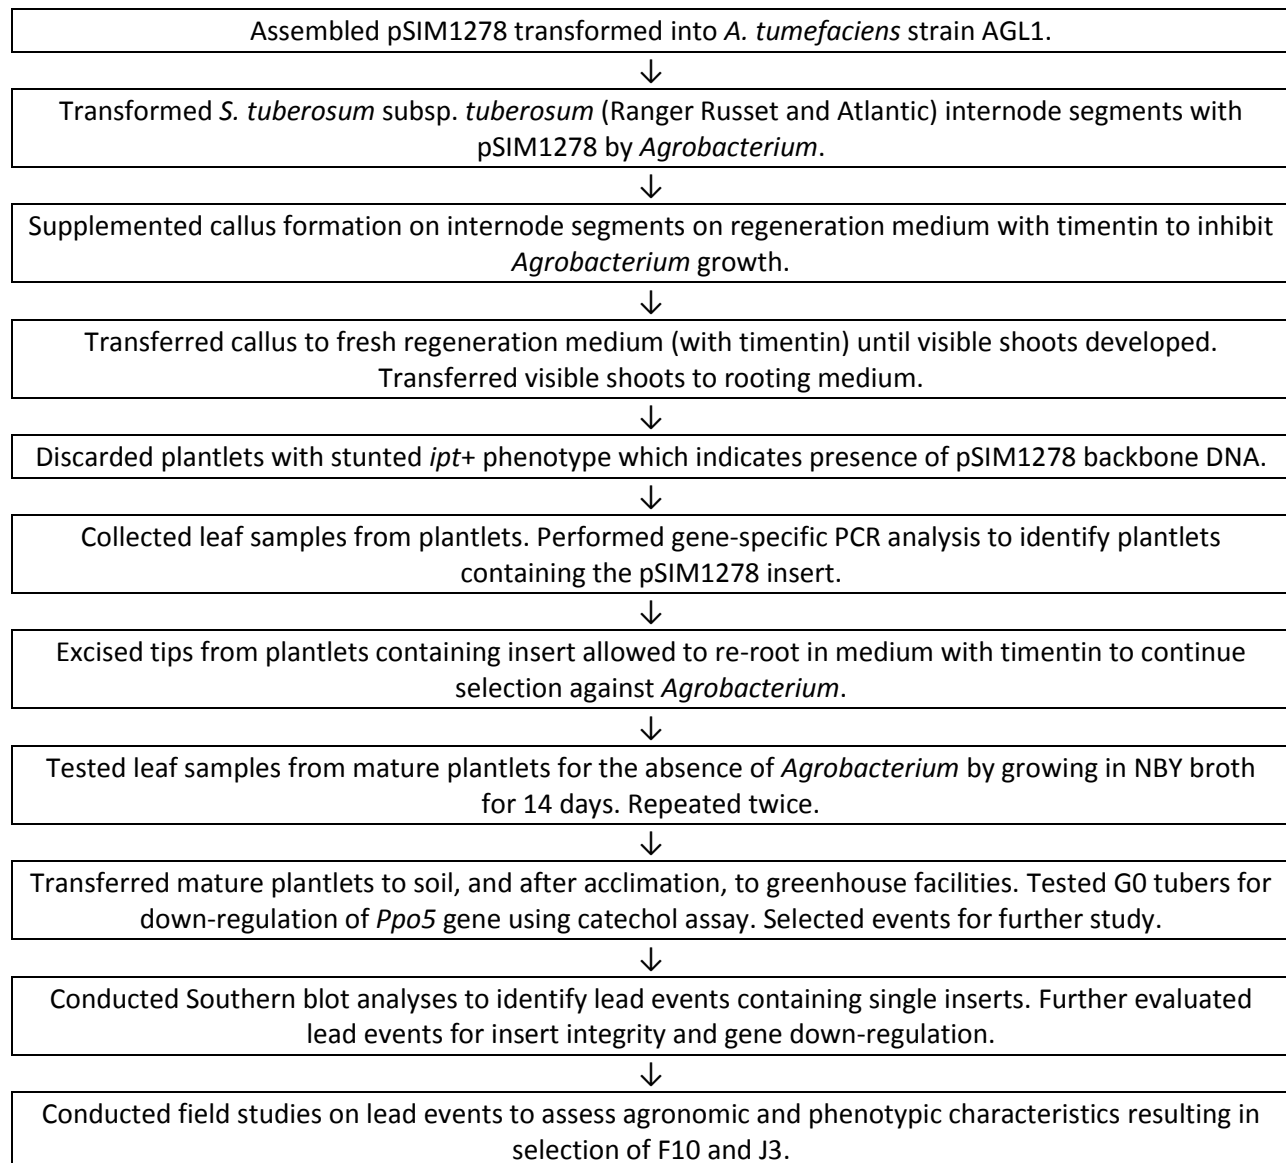 Assembled pSIM1278 transformed into A. tumefaciens strain AGL1.
↓
Transformed S. tuberosum subsp. tuberosum (Ranger Russet and Atlantic) internode segments with
pSIM1278 by Agrobacterium.
↓
Supplemented callus formation on internode segments on regeneration medium with timentin to inhibit
Agrobacterium growth.
↓
Transferred callus to fresh regeneration medium (with timentin) until visible shoots developed.
Transferred visible shoots to rooting medium.
↓
Discarded plantlets with stunted ipt+ phenotype which indicates presence of pSIM1278 backbone DNA.
↓
Collected leaf samples from plantlets. Performed gene-specific PCR analysis to identify plantlets
containing the pSIM1278 insert.
↓
Excised tips from plantlets containing insert allowed to re-root in medium with timentin to continue
selection against Agrobacterium.
↓
Tested leaf samples from mature plantlets for the absence of Agrobacterium by growing in NBY broth
for 14 days. Repeated twice.
↓
Transferred mature plantlets to soil, and after acclimation, to greenhouse facilities. Tested G0 tubers for
down-regulation of Ppo5 gene using catechol assay. Selected events for further study.
↓
Conducted Southern blot analyses to identify lead events containing single inserts. Further evaluated
lead events for insert integrity and gene down-regulation.
↓
Conducted field studies on lead events to assess agronomic and phenotypic characteristics resulting in
selection of F10 and J3.